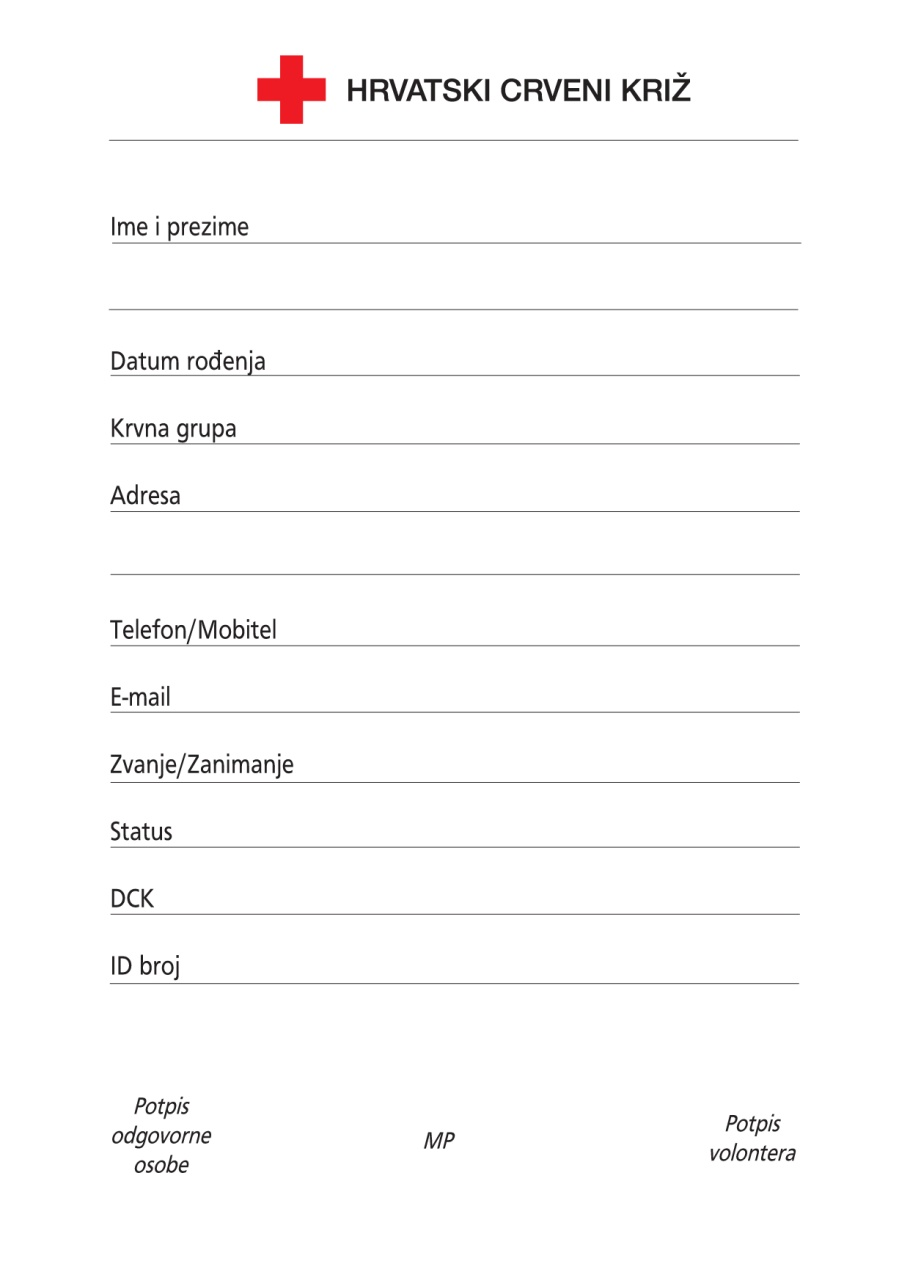 HRVATSKI CRVENI KRIŽ
Ime i prezime
Datum rođenja
Krvna grupa
Adresa
Telefon/Mobitel
E-mail
Zvanje/Zanimanje
Status
DCK
ID broj
Potpis
odgovorne
osobe
MP
Potpis
volontera